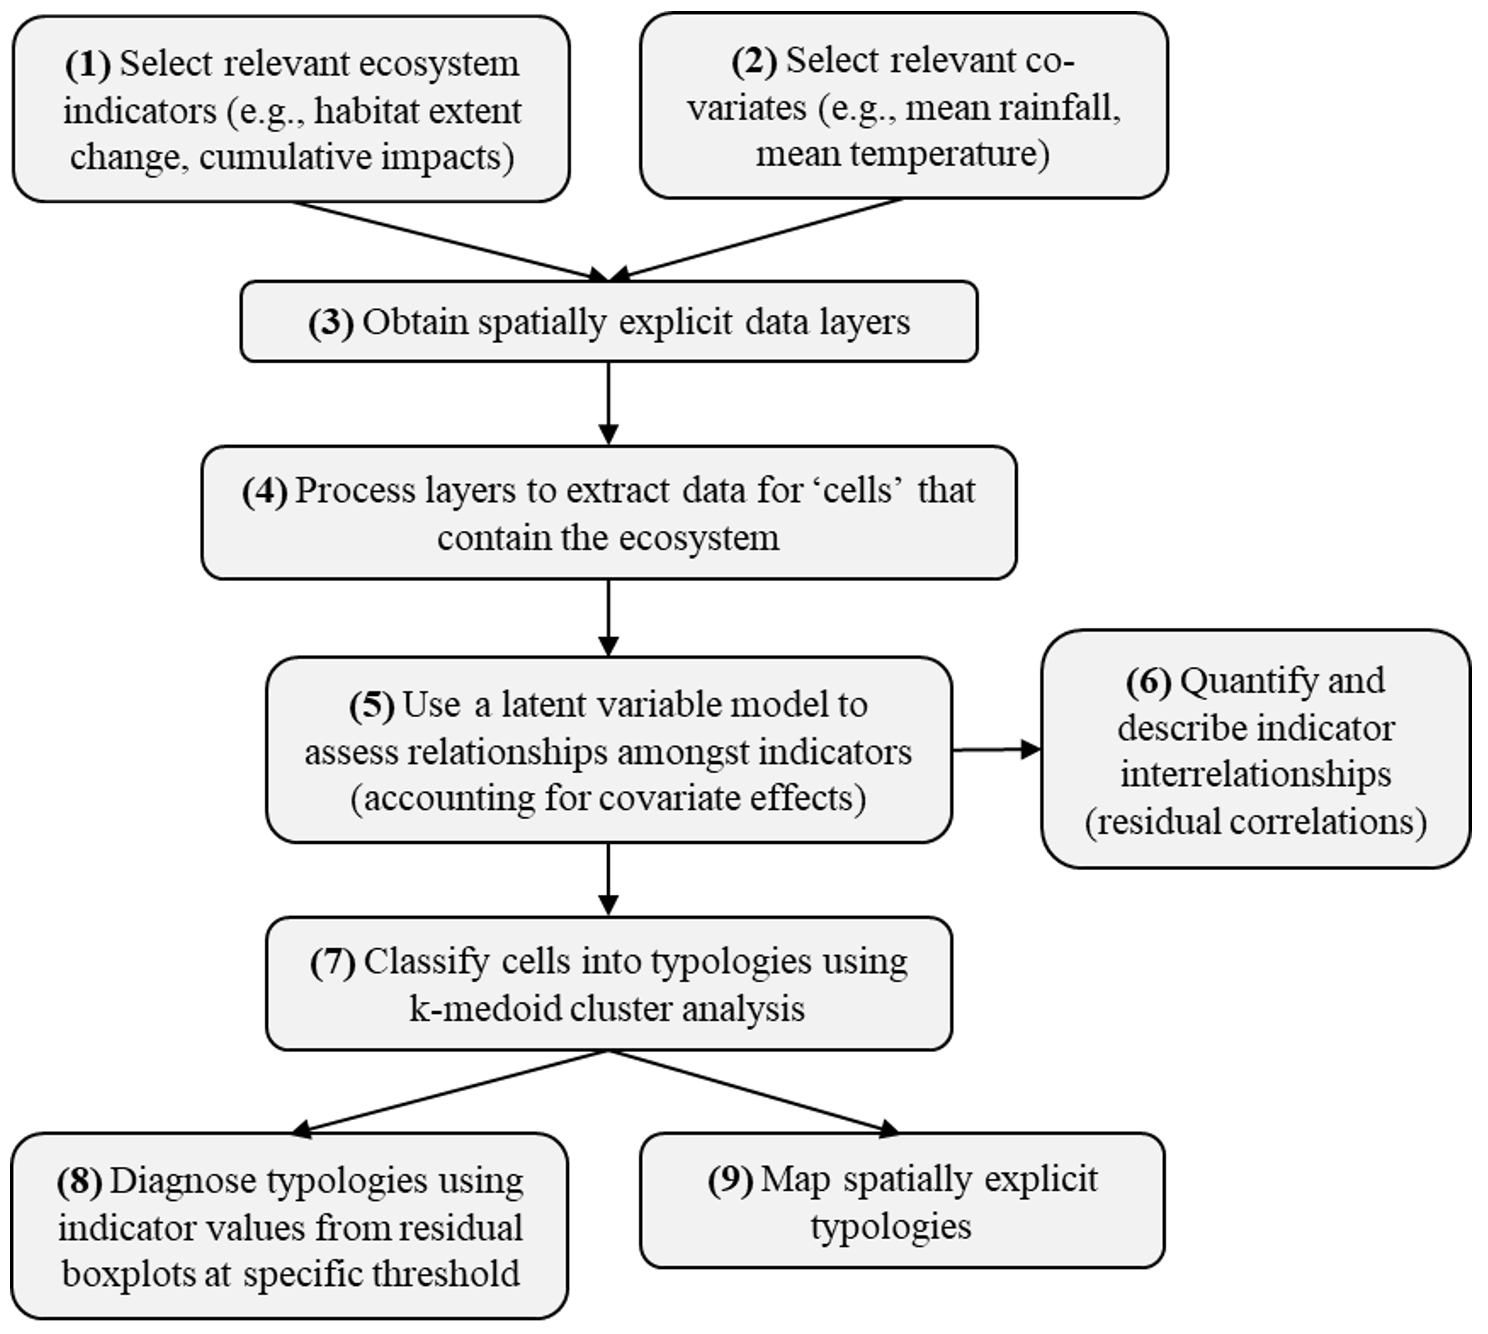 (1) Select relevant ecosystem
indicators (e.g., habitat extent
change, cumulative impacts)
(2) Select relevant co-
variates (e.g., mean rainfall,
mean temperature)
(3) Obtain spatially explicit data layers
(4) Process layers to extract data for ‘cells’ that
contain the ecosystem
(5) Use a latent variable model to
assess relationships amongst indicators
(accounting for covariate effects)
(6) Quantify and
describe indicator
interrelationships
(residual correlations)
(7) Classify cells into typologies using
k-medoid cluster analysis
(8) Diagnose typologies using
indicator values from residual
boxplots at specific threshold
(9) Map spatially explicit
typologies